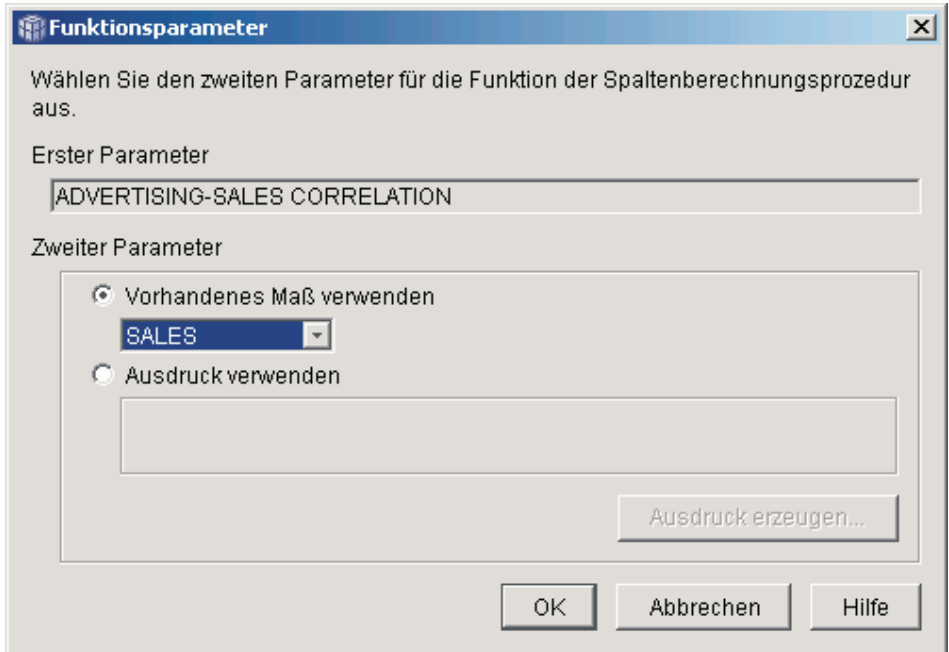 Funktionsparameter
Wählen Sie den zweiten Parameter für die Funktion der Spaltenberechnungsprozedur
aus.
Erster Parameter
ADVERTISING-SALES CORRELATION
Zweiter Parameter
Vorhandenes Maß verwenden
SALES
Ausdruck verwenden
Ausdruck erzeugen...
OK Abbrechen Hilfe